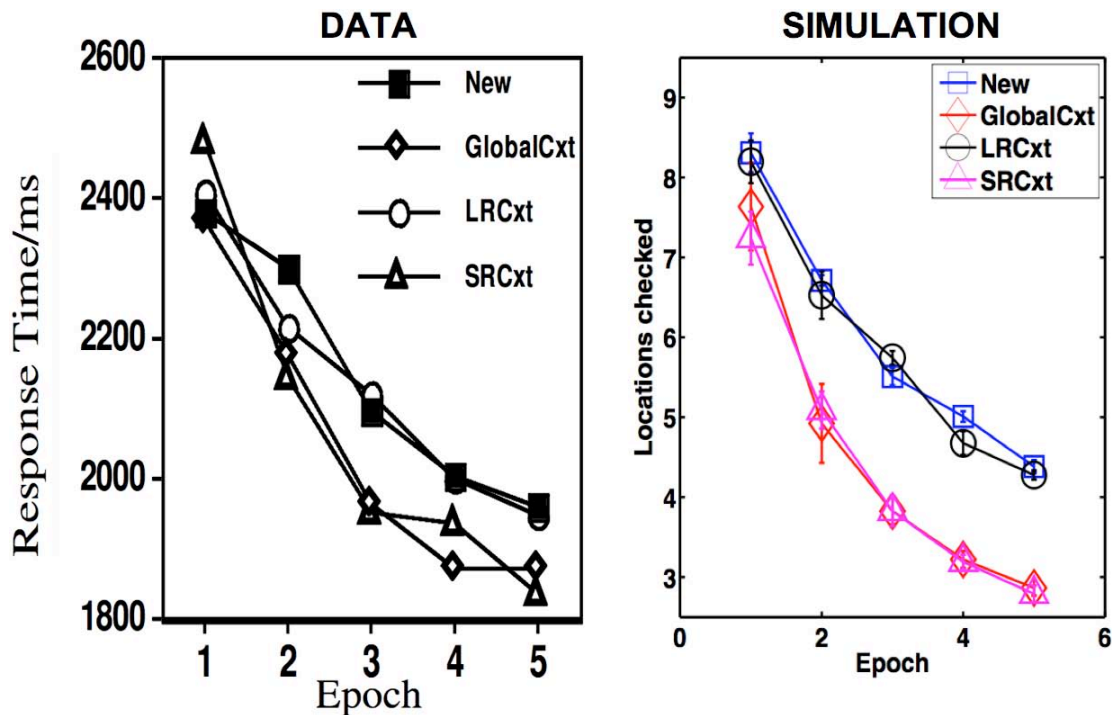 DATA
Response Time/ms
2600
2400
2200
2000
1800
New
GlobalCxt
LRCxt
SRCxt
1 2 3 4 5
Epoch
SIMULATION
Locations checked
9
8
7
6
5
4
3
New
GlobalCxt
LRCxt
SRCxt
0 2 4 6
Epoch